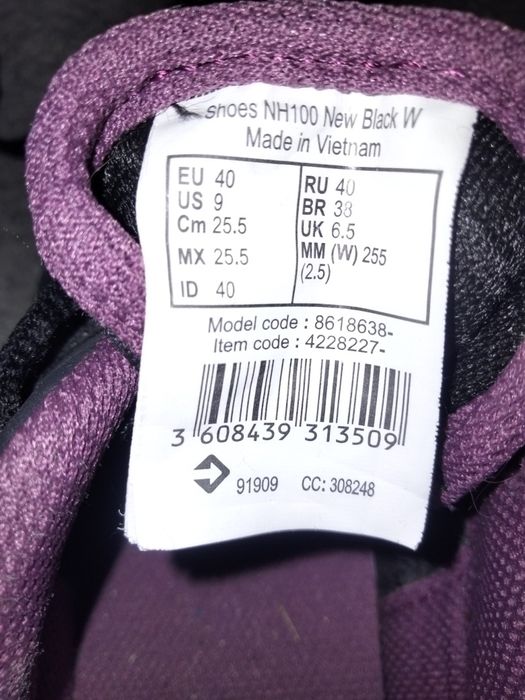 shoes NH100 New Black W
Made in Vietnam
EU 40
US 9
Cm 25.5
MX 25.5
ID 40
RU 40
BR 38
UK 6.5
MM (W) 255
(2.5)
Model code : 8618638-
Item code : 4228227-
3 608439 313509
91909 CC: 308248